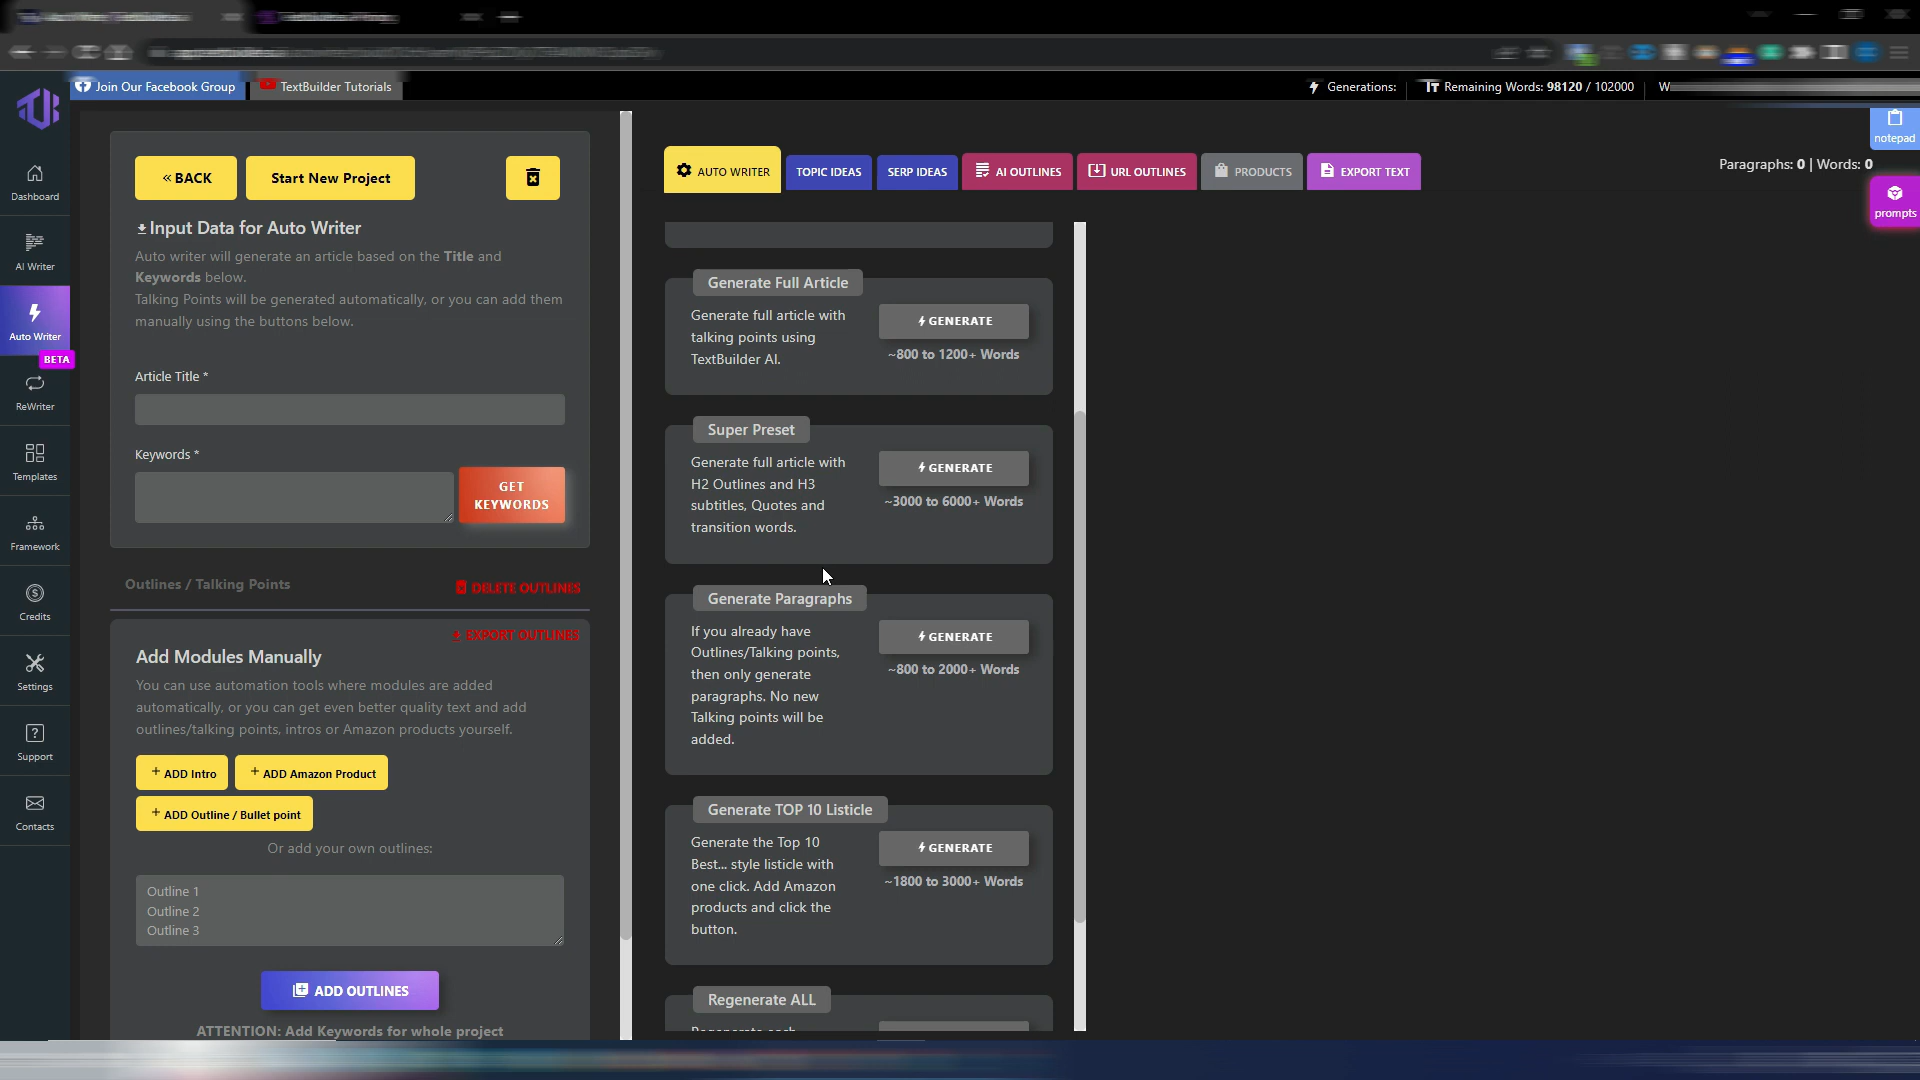 Join Our Facebook Group
TextBuilder Tutorials
Generations:
Remaining Words: 98120 / 102000
notepad
prompts
Paragraphs: 0 | Words: 0
Dashboard
AI Writer
Auto Writer
BETA
ReWriter
Templates
Framework
Credits
Settings
Support
Contacts
« BACK
Start New Project
Input Data for Auto Writer
Auto writer will generate an article based on the Title and
Keywords below.
Talking Points will be generated automatically, or you can add them
manually using the buttons below.
Article Title *
Keywords *
GET
KEYWORDS
Outlines / Talking Points
DELETE OUTLINES
EXPORT OUTLINES
Add Modules Manually
You can use automation tools where modules are added
automatically, or you can get even better quality text and add
outlines/talking points, intros or Amazon products yourself.
+ ADD Intro
+ ADD Amazon Product
+ ADD Outline / Bullet point
Or add your own outlines:
Outline 1
Outline 2
Outline 3
ADD OUTLINES
ATTENTION: Add Keywords for whole project
AUTO WRITER
TOPIC IDEAS
SERP IDEAS
AI OUTLINES
URL OUTLINES
PRODUCTS
EXPORT TEXT
Generate Full Article
Generate full article with
talking points using
TextBuilder AI.
GENERATE
~800 to 1200+ Words
Super Preset
Generate full article with
H2 Outlines and H3
subtitles, Quotes and
transition words.
GENERATE
~3000 to 6000+ Words
Generate Paragraphs
If you already have
Outlines/Talking points,
then only generate
paragraphs. No new
Talking points will be
added.
GENERATE
~800 to 2000+ Words
Generate TOP 10 Listicle
Generate the Top 10
Best... style listicle with
one click. Add Amazon
products and click the
button.
GENERATE
~1800 to 3000+ Words
Regenerate ALL